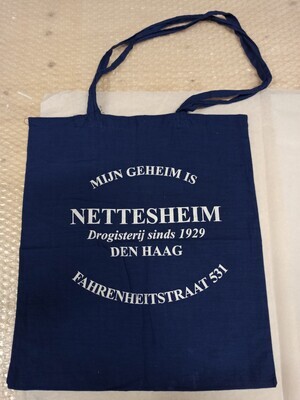 MIJN GEHEIM IS
NETTESHEIM
Drogisterij sinds 1929
DEN HAAG
FAHRENHEITSTRAAT 531